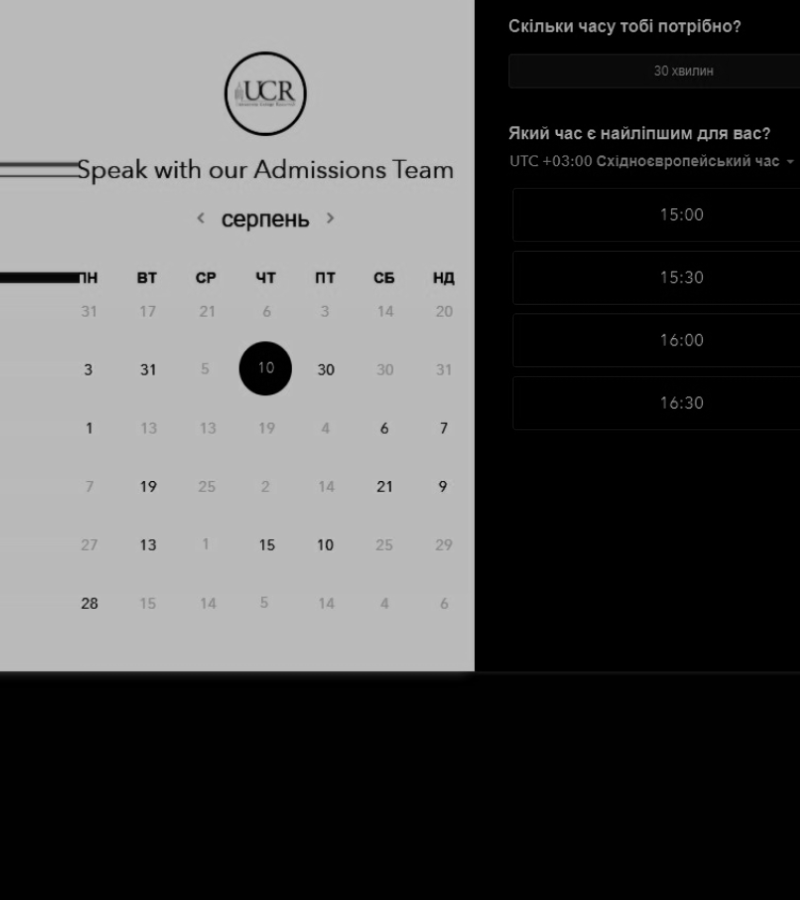 UCR
Speak with our Admissions Team
‹ серпень ›
ПН ВТ СР ЧТ ПТ СБ НД
31 17 21 6 3 14 20
3 31 5 10 30 30 31
1 13 13 19 4 6 7
7 19 25 2 14 21 9
27 13 1 15 10 25 29
28 15 14 5 14 4 6
Скільки часу тобі потрібно?
30 хвилин
Який час є найліпшим для вас?
UTC +03:00 Східноєвропейський час
15:00
15:30
16:00
16:30